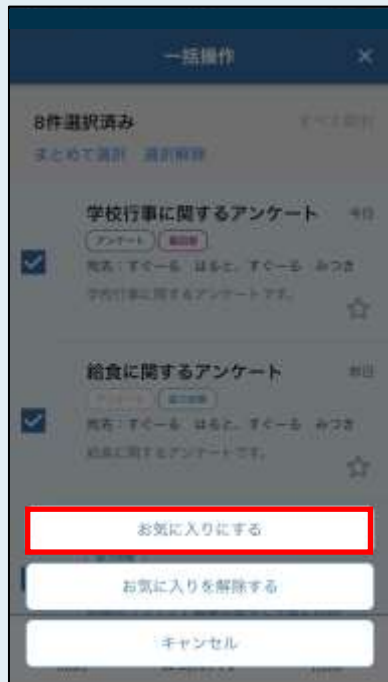 一括操作 ×
8件選択済み
まとめて選択 選択解除
学校行事に関するアンケート 今日
アンケート
宛名：すぐーる はると、すぐーる みつき
学校行事に関するアンケートです。
給食に関するアンケート 昨日
アンケート
宛名：すぐーる はると、すぐーる みつき
給食に関するアンケートです。
お気に入りにする
お気に入りを解除する
キャンセル